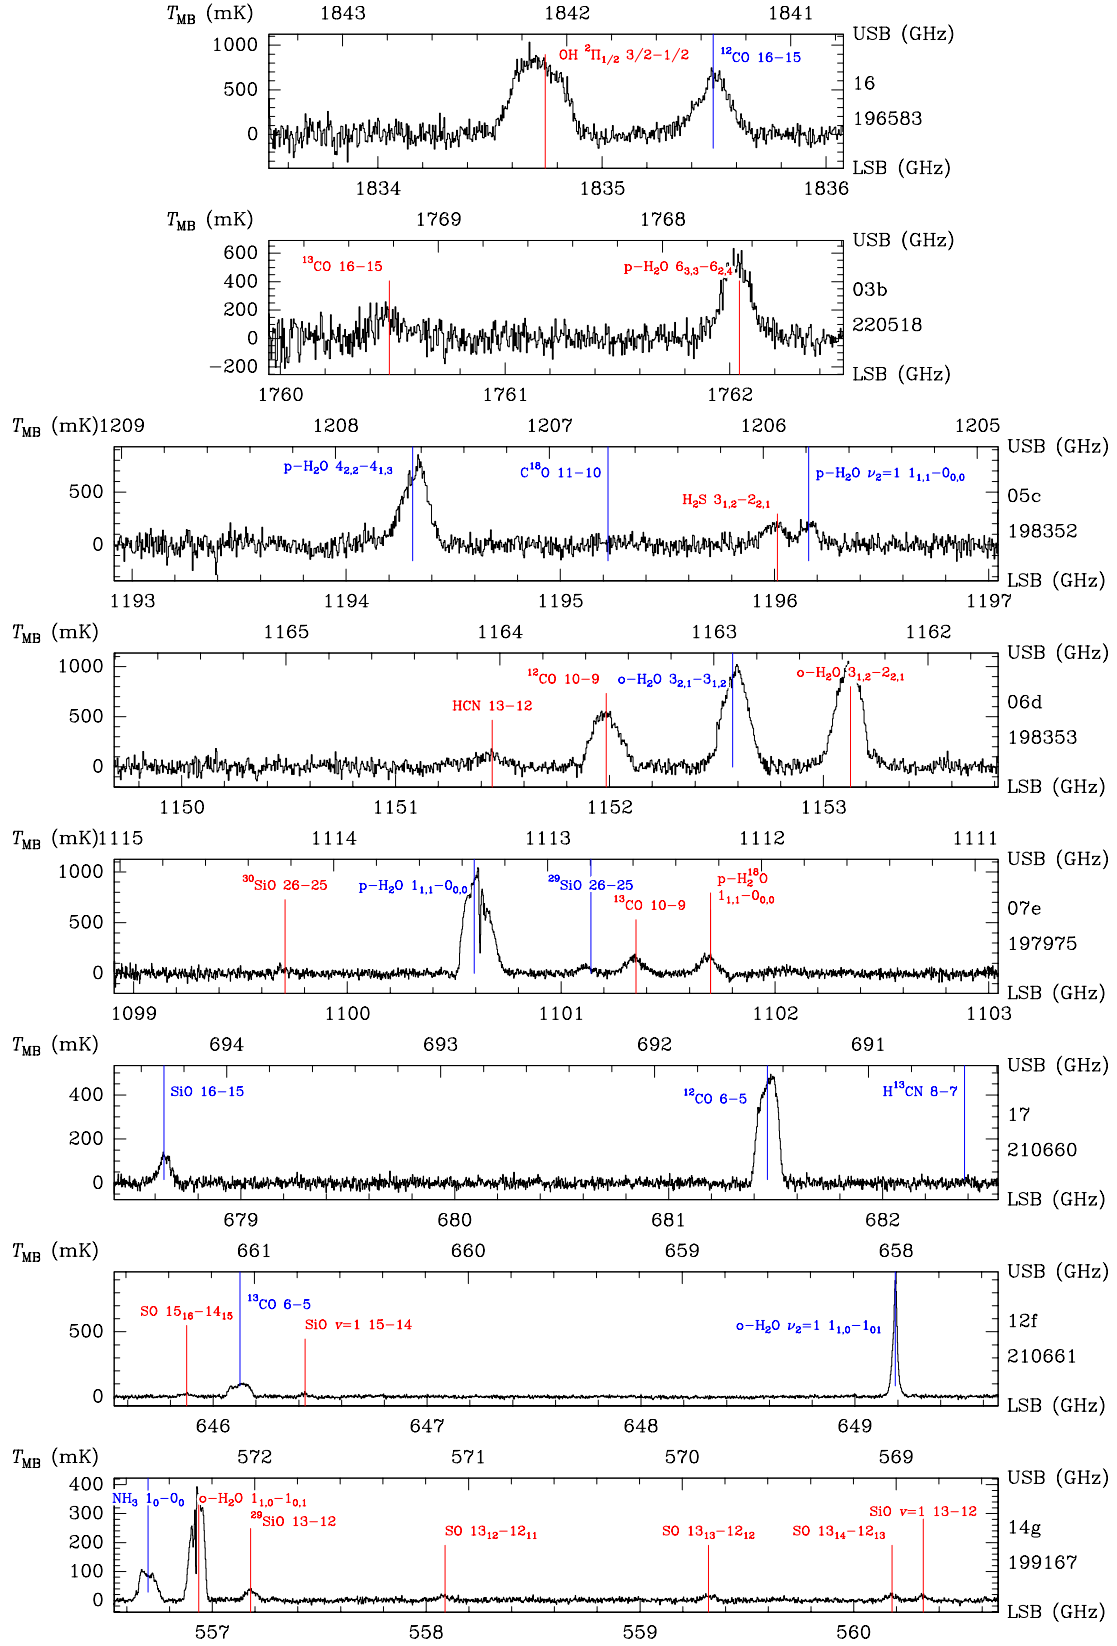 T_MB (mK) 1843 1842 1841 USB (GHz)
1000 OH ²Π₁/₂ 3/2−1/2 ¹²CO 16−15
500 16
0 196583
LSB (GHz)
1834 1835 1836
T_MB (mK) 1769 1768 USB (GHz)
600 ¹³CO 16−15 p−H₂O 6₃,₃−6₂,₄
400 03b
200 220518
0
−200 LSB (GHz)
1760 1761 1762
1209 T_MB (mK) 1208 1207 1206 1205 USB (GHz)
p−H₂O 4₂,₂−4₁,₃ C¹⁸O 11−10 p−H₂O ν₂=1 1₁,₁−0₀,₀
500 H₂S 3₁,₂−2₂,₁ 05c
0 198352
LSB (GHz)
1193 1194 1195 1196 1197
T_MB (mK) 1165 1164 1163 1162 USB (GHz)
1000 ¹²CO 10−9 o−H₂O 3₂,₁−3₁,₂ o−H₂O 3₁,₂−2₂,₁
500 HCN 13−12 06d
0 198353
LSB (GHz)
1150 1151 1152 1153
T_MB (mK) 1115 1114 1113 1112 1111 USB (GHz)
1000 ³⁰SiO 26−25 p−H₂O 1₁,₁−0₀,₀ ²⁹SiO 26−25 p−H₂¹⁸O
¹³CO 10−9 1₁,₁−0₀,₀
500 07e
0 197975
LSB (GHz)
1099 1100 1101 1102 1103
T_MB (mK) 694 693 692 691 USB (GHz)
400 SiO 16−15 ¹²CO 6−5 H¹³CN 8−7
200 17
0 210660
LSB (GHz)
679 680 681 682
T_MB (mK) 661 660 659 658 USB (GHz)
SO 15₁₆−14₁₅ ¹³CO 6−5 SiO v=1 15−14 o−H₂O ν₂=1 1₁,₀−1₀₁
500 12f
0 210661
LSB (GHz)
646 647 648 649
T_MB (mK) 572 571 570 569 USB (GHz)
400 NH₃ 1₀−0₀ o−H₂O 1₁,₀−1₀,₁ SiO v=1 13−12
300 ²⁹SiO 13−12 SO 13₁₂−12₁₁ SO 13₁₃−12₁₂ SO 13₁₄−12₁₃ 14g
200 199167
100
0 LSB (GHz)
557 558 559 560